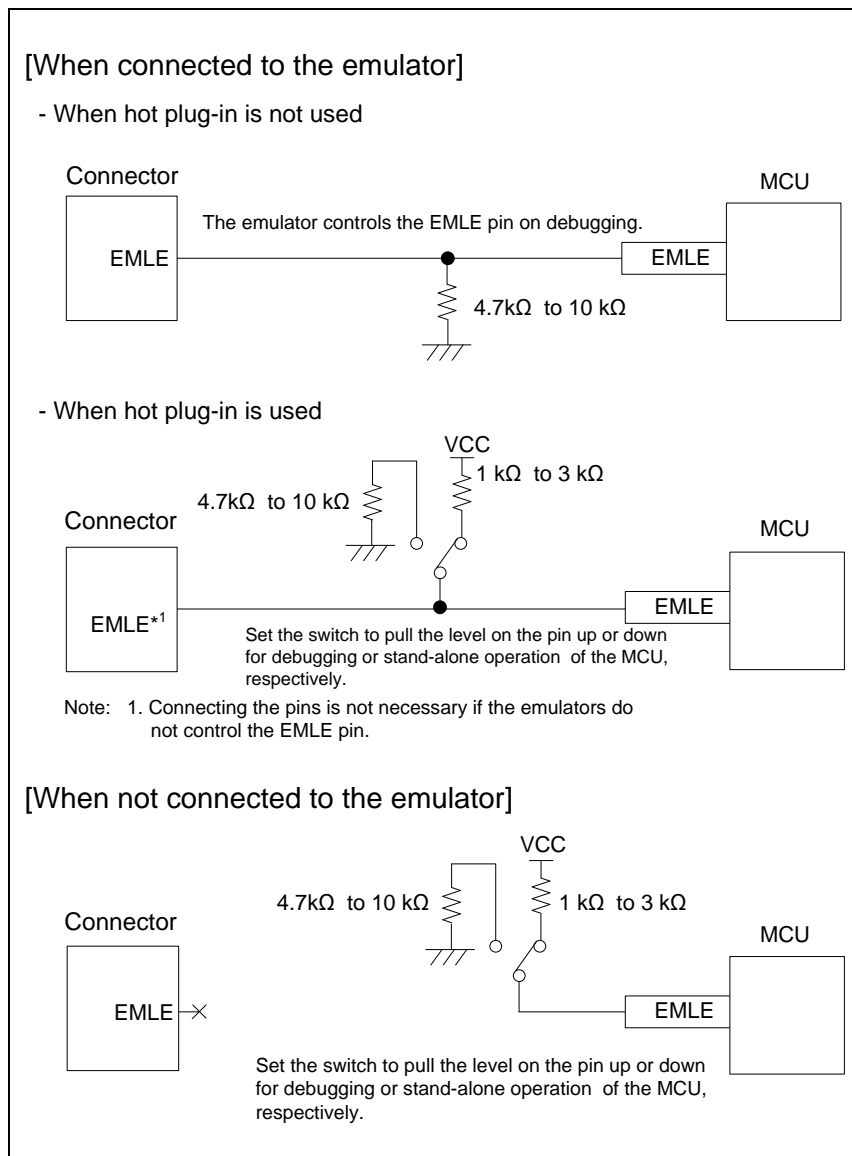 [When connected to the emulator]
- When hot plug-in is not used
Connector
MCU
The emulator controls the EMLE pin on debugging.
EMLE
EMLE
4.7kΩ to 10 kΩ
- When hot plug-in is used
VCC
1 kΩ to 3 kΩ
4.7kΩ to 10 kΩ
Connector
MCU
EMLE
EMLE*1
Set the switch to pull the level on the pin up or down
for debugging or stand-alone operation of the MCU,
respectively.
Note: 1. Connecting the pins is not necessary if the emulators do
not control the EMLE pin.
[When not connected to the emulator]
VCC
4.7kΩ to 10 kΩ
1 kΩ to 3 kΩ
Connector
MCU
EMLE
EMLE
Set the switch to pull the level on the pin up or down
for debugging or stand-alone operation of the MCU,
respectively.